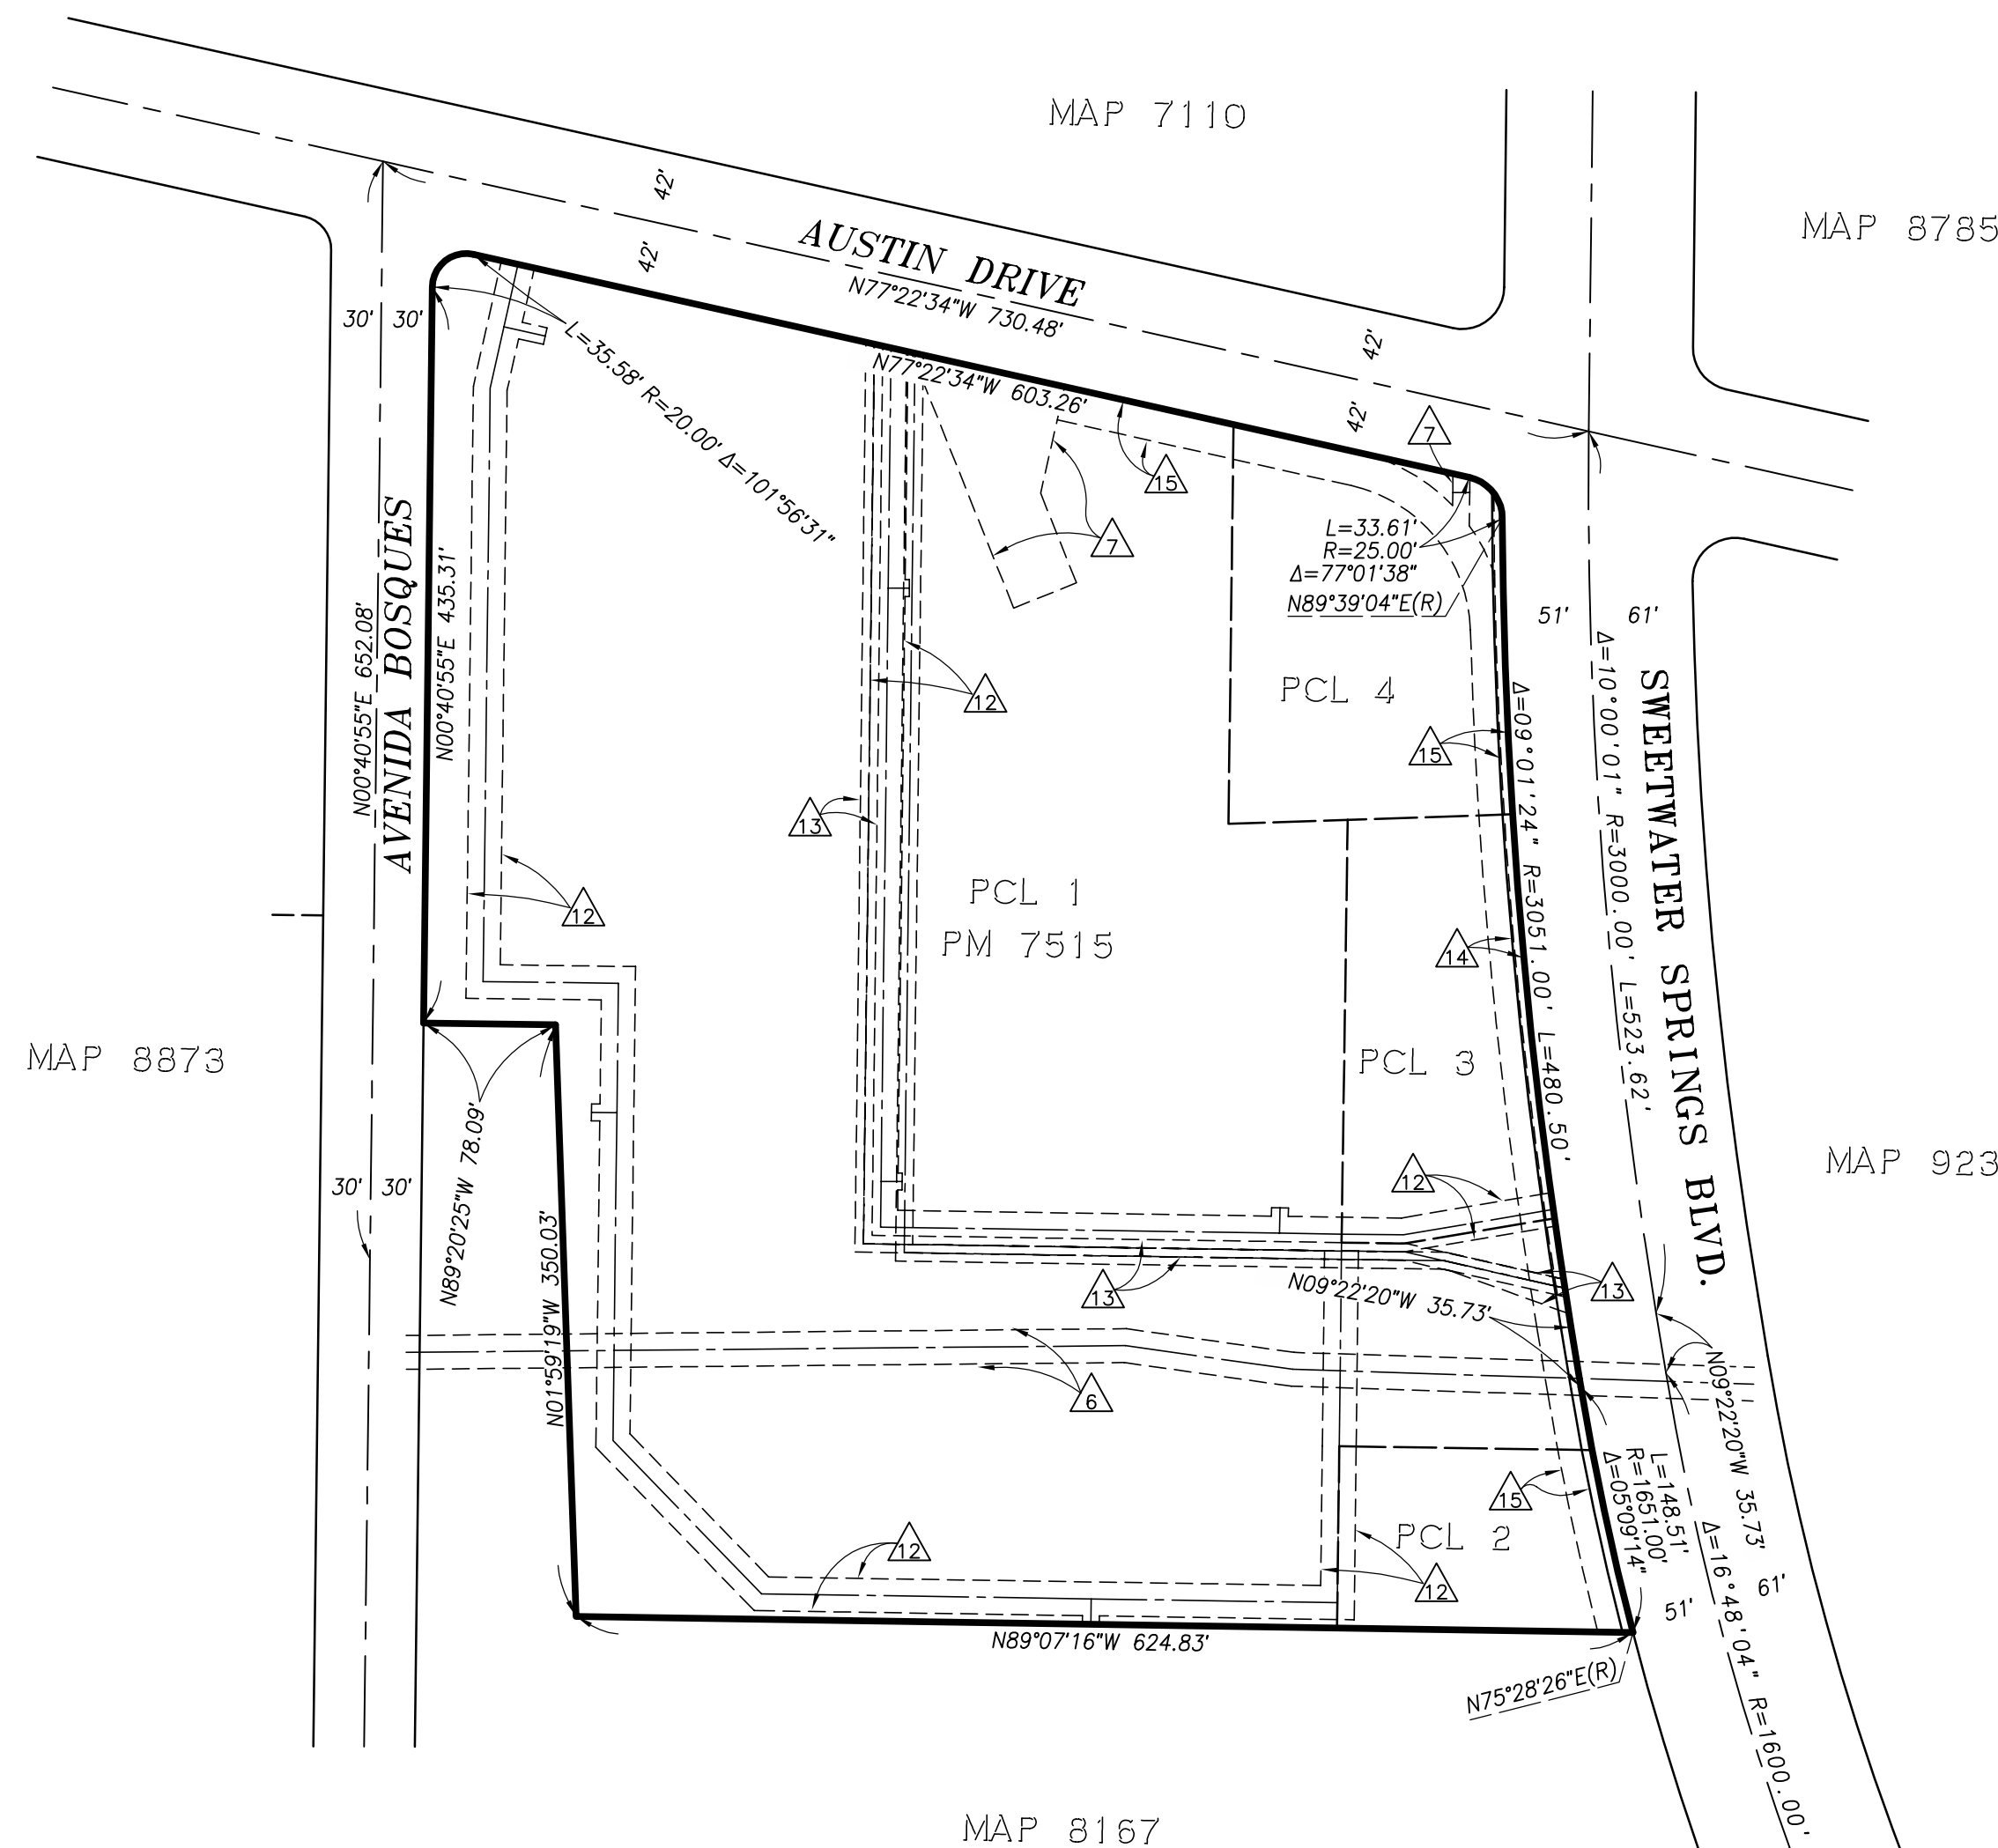 MAP 7110
MAP 8785
42'
42'
AUSTIN DRIVE
N77°22'34"W 730.48'
30' 30'
42'
N77°22'34"W 603.26'
42'
7
L=35.58' R=20.00' Δ=101°56'31"
15
7
L=33.61'
R=25.00'
Δ=77°01'38"
N89°39'04"E(R)
51' 61'
N00°40'55"E 652.08'
AVENIDA BOSQUES
N00°40'55"E 435.31'
12
PCL 4
15
Δ=09°01'24" R=3051.00' L=480.50'
Δ=10°00'01" R=3000.00' L=523.62'
SWEETWATER SPRINGS BLVD.
13
12
PCL 1
PM 7515
14
MAP 8873
PCL 3
MAP 923
30' 30'
N89°20'25"W 78.09'
12
N01°59'19"W 350.03'
13
N09°22'20"W 35.73'
13
6
N09°22'20"W 35.73'
L=148.51'
R=1651.00'
Δ=05°09'14"
15
PCL 2
12
12
61'
51'
Δ=16°48'04" R=1600.00'
N89°07'16"W 624.83'
N75°28'26"E(R)
MAP 8167